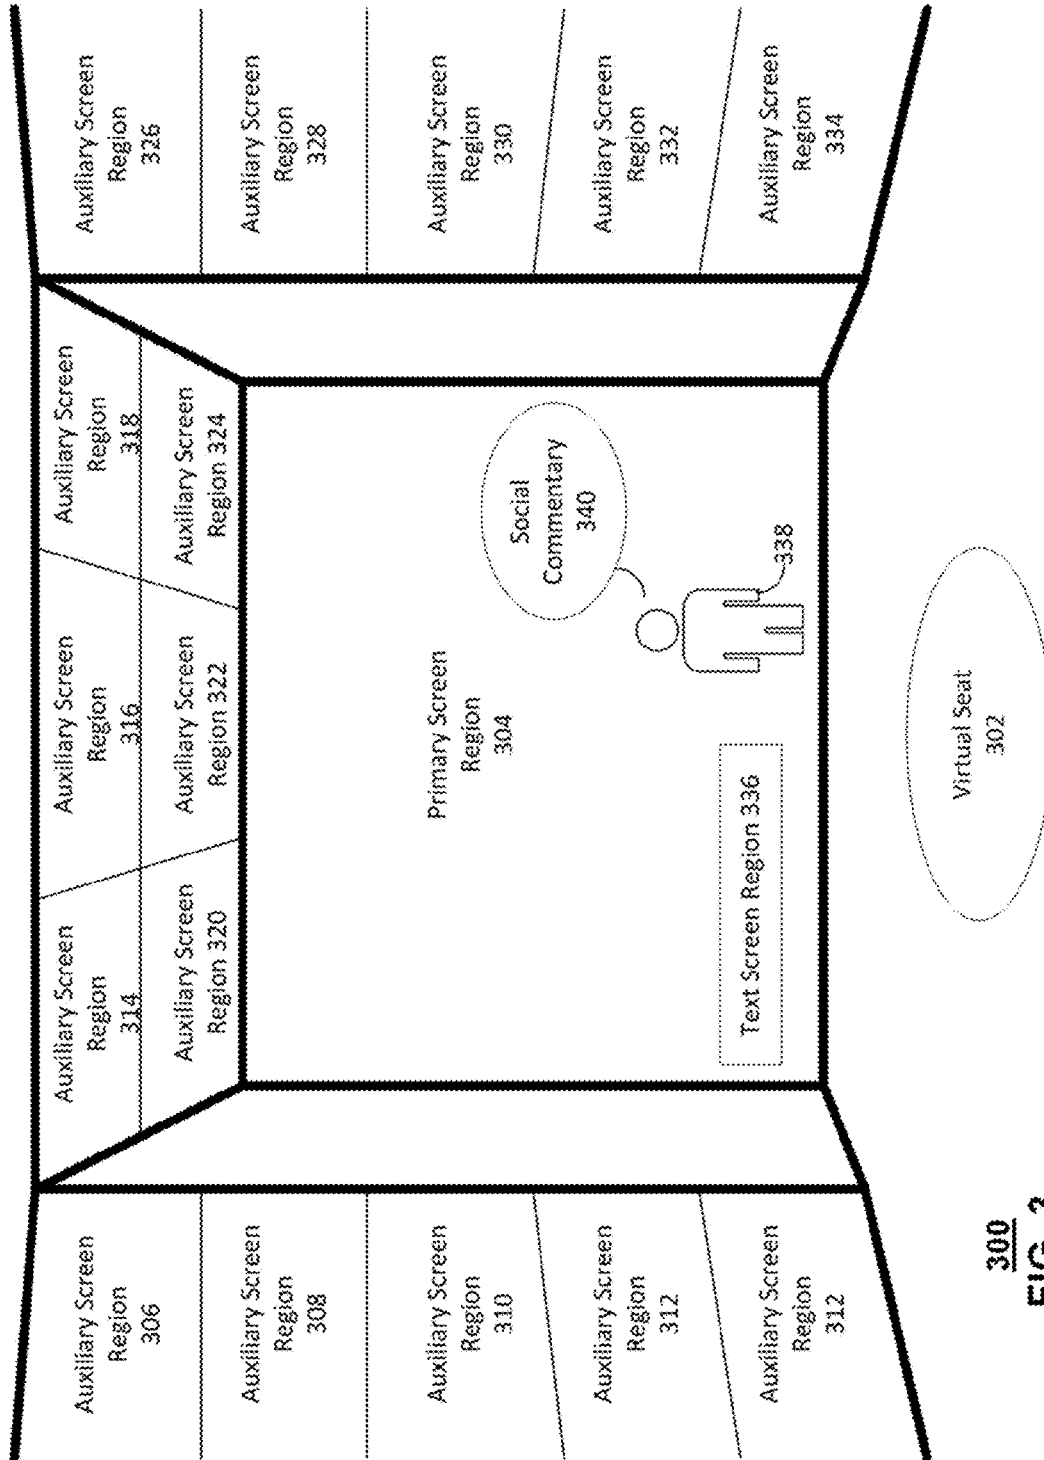 Auxiliary Screen
Region
306
Auxiliary Screen
Region
308
Auxiliary Screen
Region
310
Auxiliary Screen
Region
312
Auxiliary Screen
Region
312
Auxiliary Screen
Region
314
Auxiliary Screen
Region
316
Auxiliary Screen
Region
318
Auxiliary Screen
Region 320
Auxiliary Screen
Region 322
Auxiliary Screen
Region 324
Primary Screen
Region
304
Social
Commentary
340
338
Text Screen Region 336
Auxiliary Screen
Region
326
Auxiliary Screen
Region
328
Auxiliary Screen
Region
330
Auxiliary Screen
Region
332
Auxiliary Screen
Region
334
Virtual Seat
302
300
FIG. 3